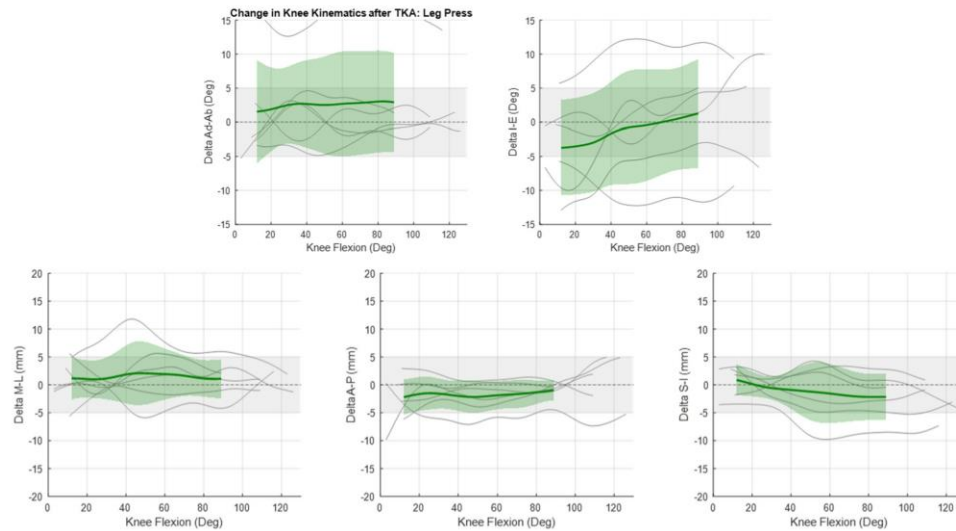 Change in Knee Kinematics after TKA: Leg Press
Delta Ad-Ab (Deg)
15
10
5
0
-5
-10
-15
0 20 40 60 80 100 120
Knee Flexion (Deg)
Delta I-E (Deg)
15
10
5
0
-5
-10
-15
0 20 40 60 80 100 120
Knee Flexion (Deg)
Delta M-L (mm)
20
15
10
5
0
-5
-10
-15
-20
0 20 40 60 80 100 120
Knee Flexion (Deg)
Delta A-P (mm)
20
15
10
5
0
-5
-10
-15
-20
0 20 40 60 80 100 120
Knee Flexion (Deg)
Delta S-I (mm)
20
15
10
5
0
-5
-10
-15
-20
0 20 40 60 80 100 120
Knee Flexion (Deg)